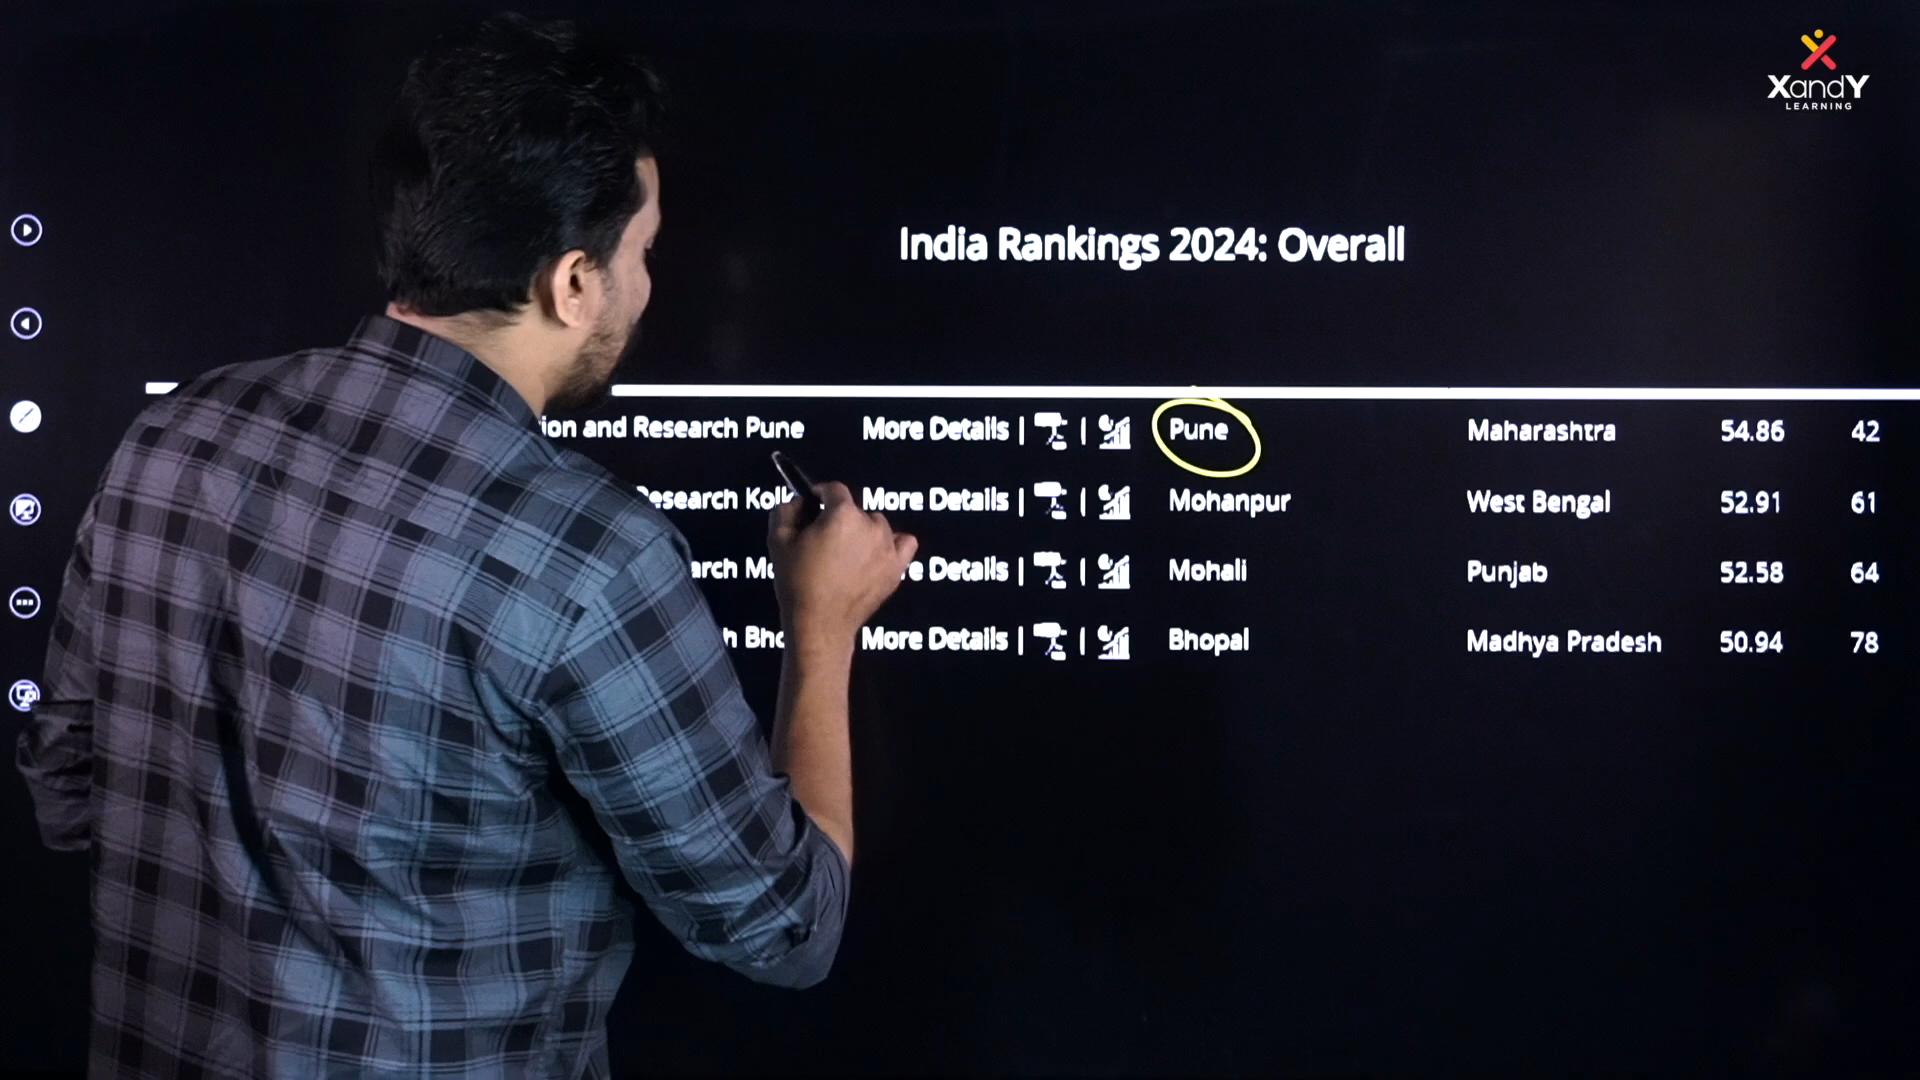 XandY
LEARNING
India Rankings 2024: Overall
ion and Research Pune More Details | | Pune Maharashtra 54.86 42
Research Kolk More Details | | Mohanpur West Bengal 52.91 61
arch Mo e Details | | Mohali Punjab 52.58 64
h Bho More Details | | Bhopal Madhya Pradesh 50.94 78